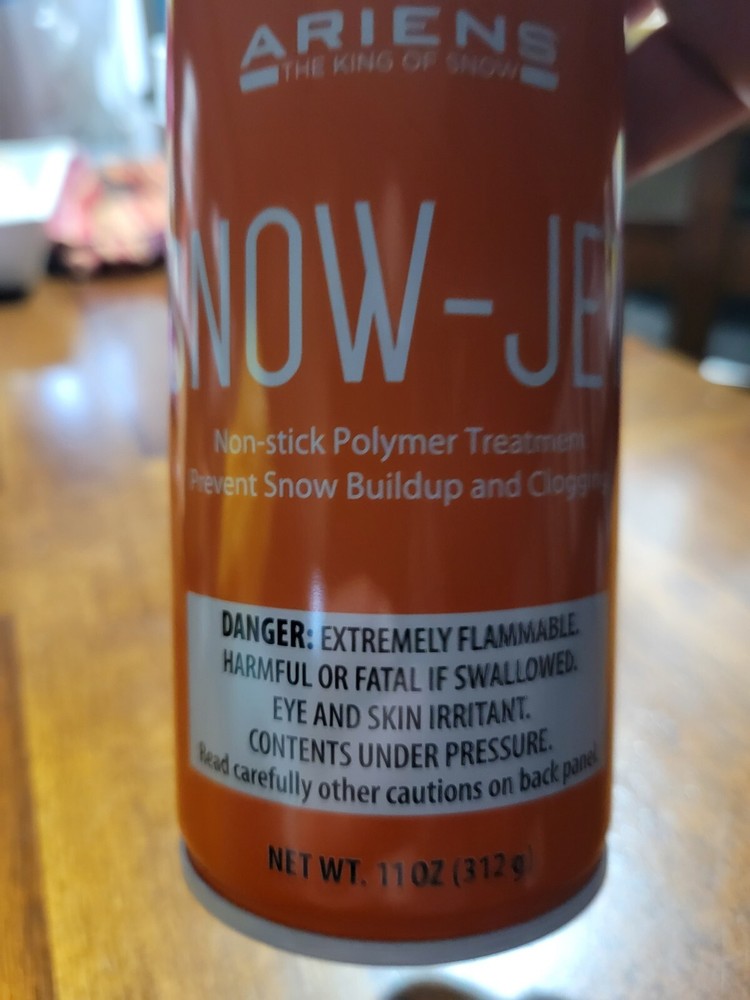 ARIENS
THE KING OF SNOW
SNOW-JET
Non-stick Polymer Treatment
Prevent Snow Buildup and Clogging
DANGER: EXTREMELY FLAMMABLE.
HARMFUL OR FATAL IF SWALLOWED.
EYE AND SKIN IRRITANT.
CONTENTS UNDER PRESSURE.
Read carefully other cautions on back panel.
NET WT. 11 OZ (312 g)